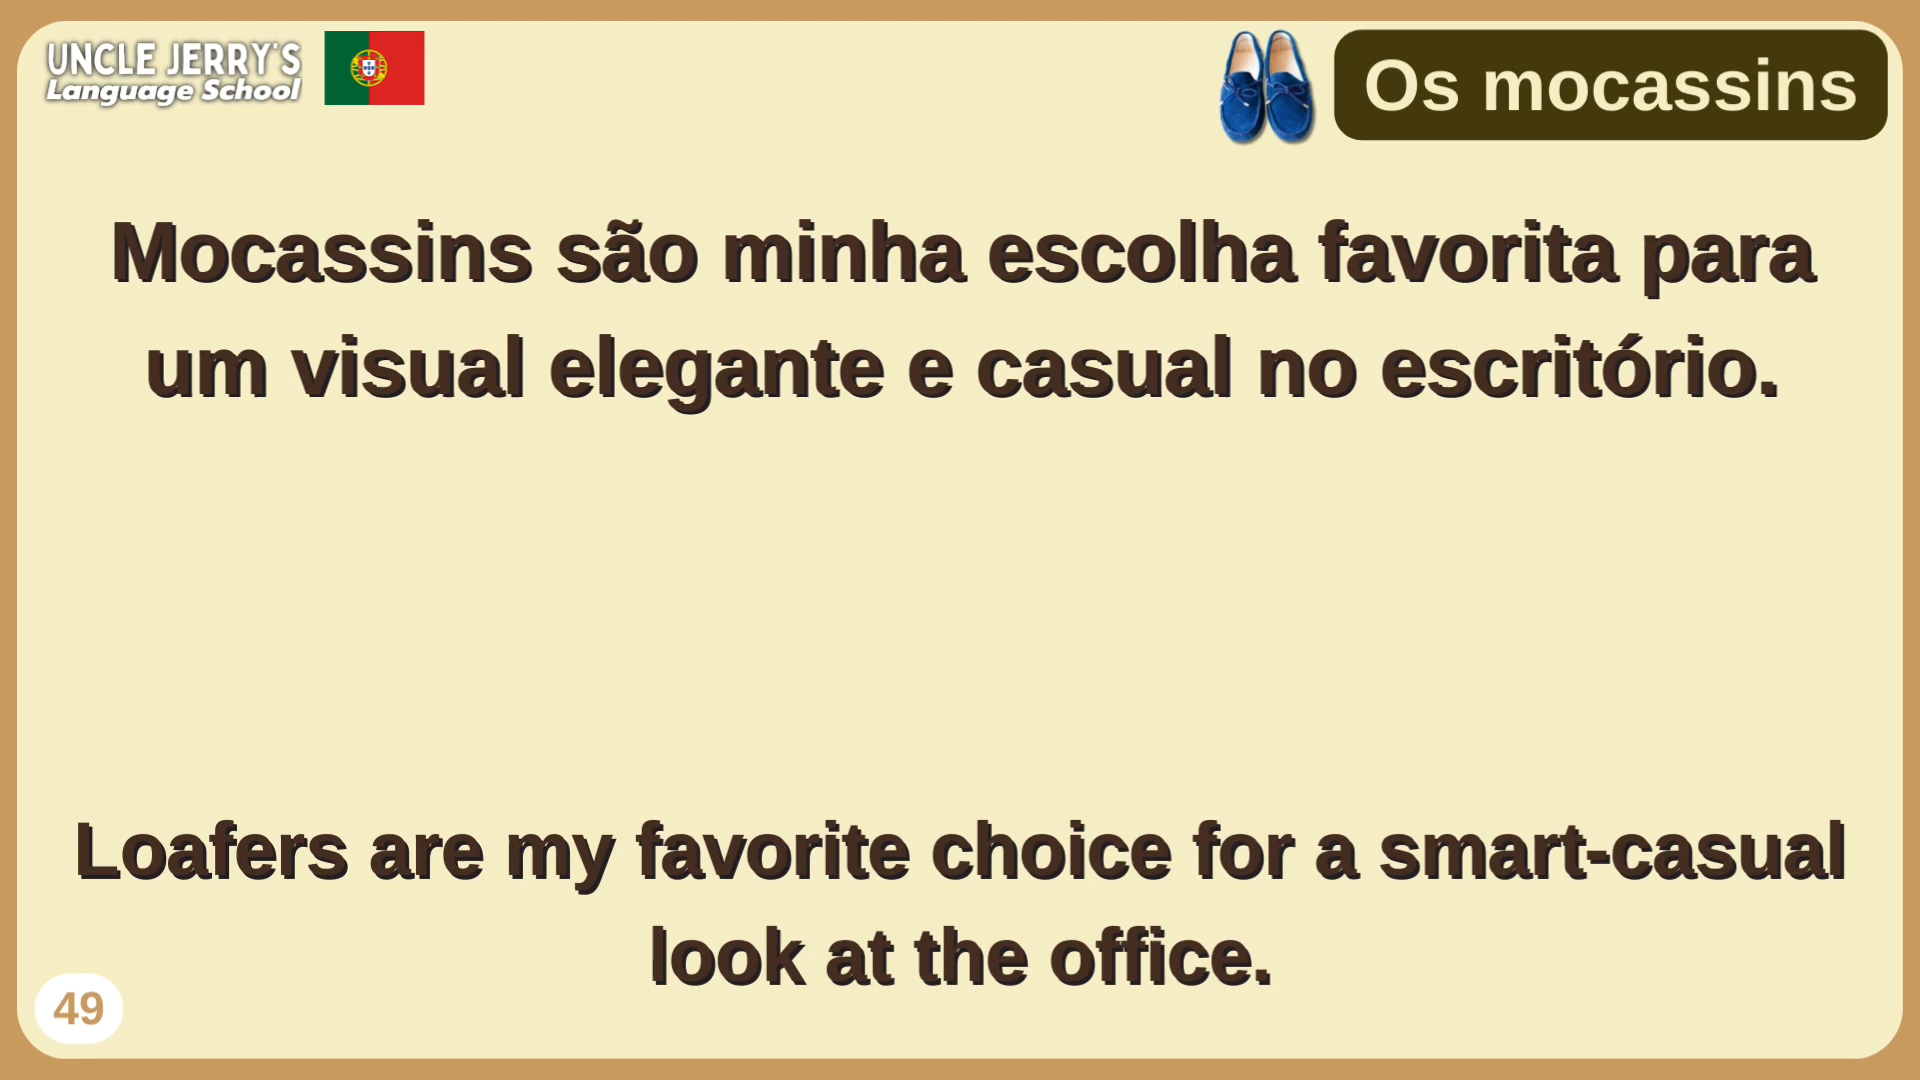 UNCLE JERRY'S
Language School
Os mocassins
Mocassins são minha escolha favorita para
um visual elegante e casual no escritório.
Loafers are my favorite choice for a smart-casual
look at the office.
49